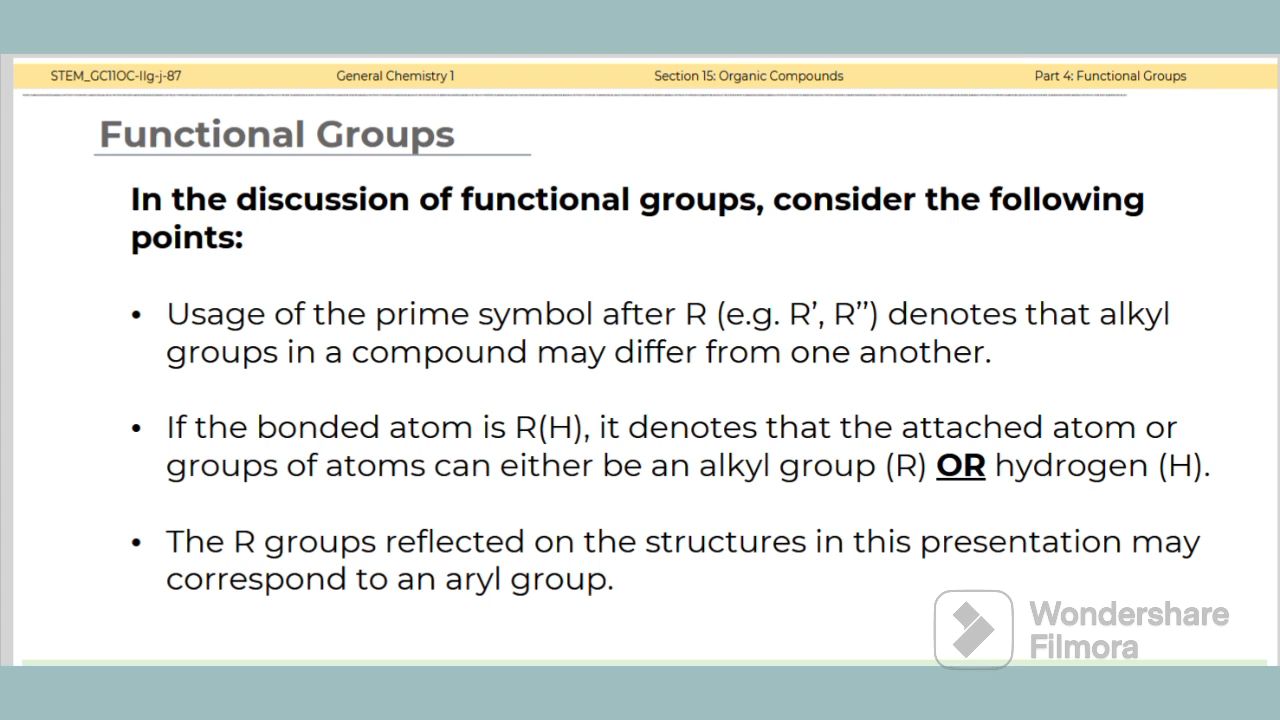 STEM_GC11OC-IIg-j-87 General Chemistry 1 Section 15: Organic Compounds Part 4: Functional Groups
Functional Groups
In the discussion of functional groups, consider the following
points:
• Usage of the prime symbol after R (e.g. R’, R’’) denotes that alkyl
groups in a compound may differ from one another.
• If the bonded atom is R(H), it denotes that the attached atom or
groups of atoms can either be an alkyl group (R) OR hydrogen (H).
• The R groups reflected on the structures in this presentation may
correspond to an aryl group.
Wondershare
Filmora